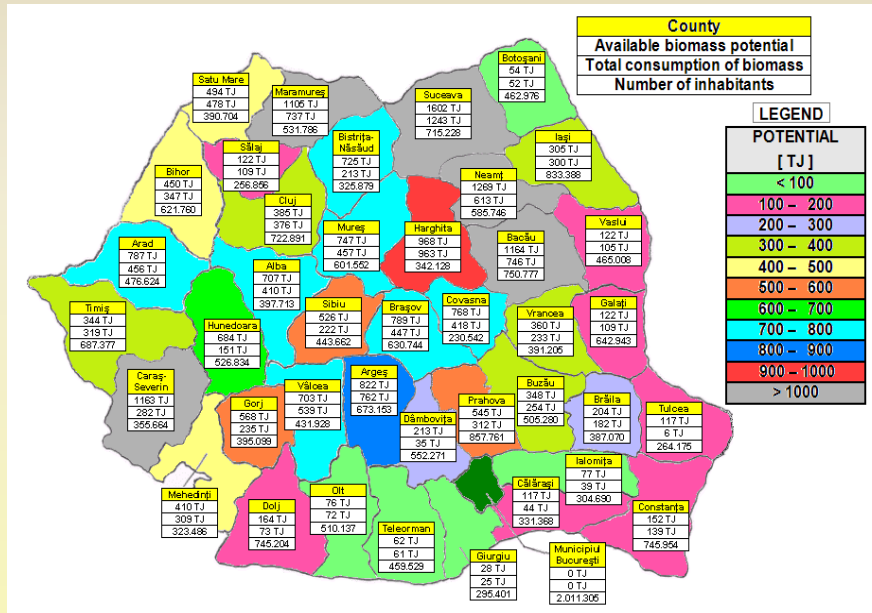 County
Available biomass potential
Total consumption of biomass
Number of inhabitants
LEGEND
POTENTIAL
[ TJ ]
< 100
100 – 200
200 – 300
300 – 400
400 – 500
500 – 600
600 – 700
700 – 800
800 – 900
900 – 1000
> 1000
Botoşani
54 TJ
52 TJ
462.976
Satu Mare
494 TJ
478 TJ
390.704
Maramureş
1105 TJ
737 TJ
531.786
Suceava
1602 TJ
1243 TJ
715.228
Bistriţa-
Năsăud
725 TJ
213 TJ
325.879
Iaşi
305 TJ
300 TJ
833.388
Sălaj
122 TJ
109 TJ
256.856
Bihor
450 TJ
347 TJ
621.760
Neamţ
1269 TJ
613 TJ
585.746
Cluj
385 TJ
376 TJ
722.891
Mureş
747 TJ
457 TJ
601.552
Harghita
968 TJ
963 TJ
342.128
Vaslui
122 TJ
105 TJ
465.008
Bacău
1164 TJ
746 TJ
750.777
Arad
787 TJ
456 TJ
476.624
Alba
707 TJ
410 TJ
397.713
Sibiu
526 TJ
222 TJ
443.662
Braşov
789 TJ
447 TJ
630.744
Covasna
768 TJ
418 TJ
230.542
Timiş
344 TJ
319 TJ
687.377
Hunedoara
684 TJ
151 TJ
526.834
Vrancea
360 TJ
233 TJ
391.205
Galaţi
122 TJ
109 TJ
642.943
Caraş-
Severin
1163 TJ
282 TJ
355.664
Gorj
568 TJ
235 TJ
395.099
Vâlcea
703 TJ
539 TJ
431.928
Argeş
822 TJ
762 TJ
673.153
Dâmboviţa
213 TJ
35 TJ
552.271
Prahova
545 TJ
312 TJ
857.761
Buzău
348 TJ
254 TJ
505.280
Brăila
204 TJ
182 TJ
387.070
Tulcea
117 TJ
6 TJ
264.175
Mehedinţi
410 TJ
309 TJ
323.486
Dolj
164 TJ
73 TJ
745.204
Olt
76 TJ
72 TJ
510.137
Teleorman
62 TJ
61 TJ
459.529
Giurgiu
28 TJ
25 TJ
295.401
Municipiul
Bucureşti
0 TJ
0 TJ
2.011.305
Călăraşi
117 TJ
44 TJ
331.368
Ialomiţa
77 TJ
39 TJ
304.690
Constanţa
152 TJ
139 TJ
745.954